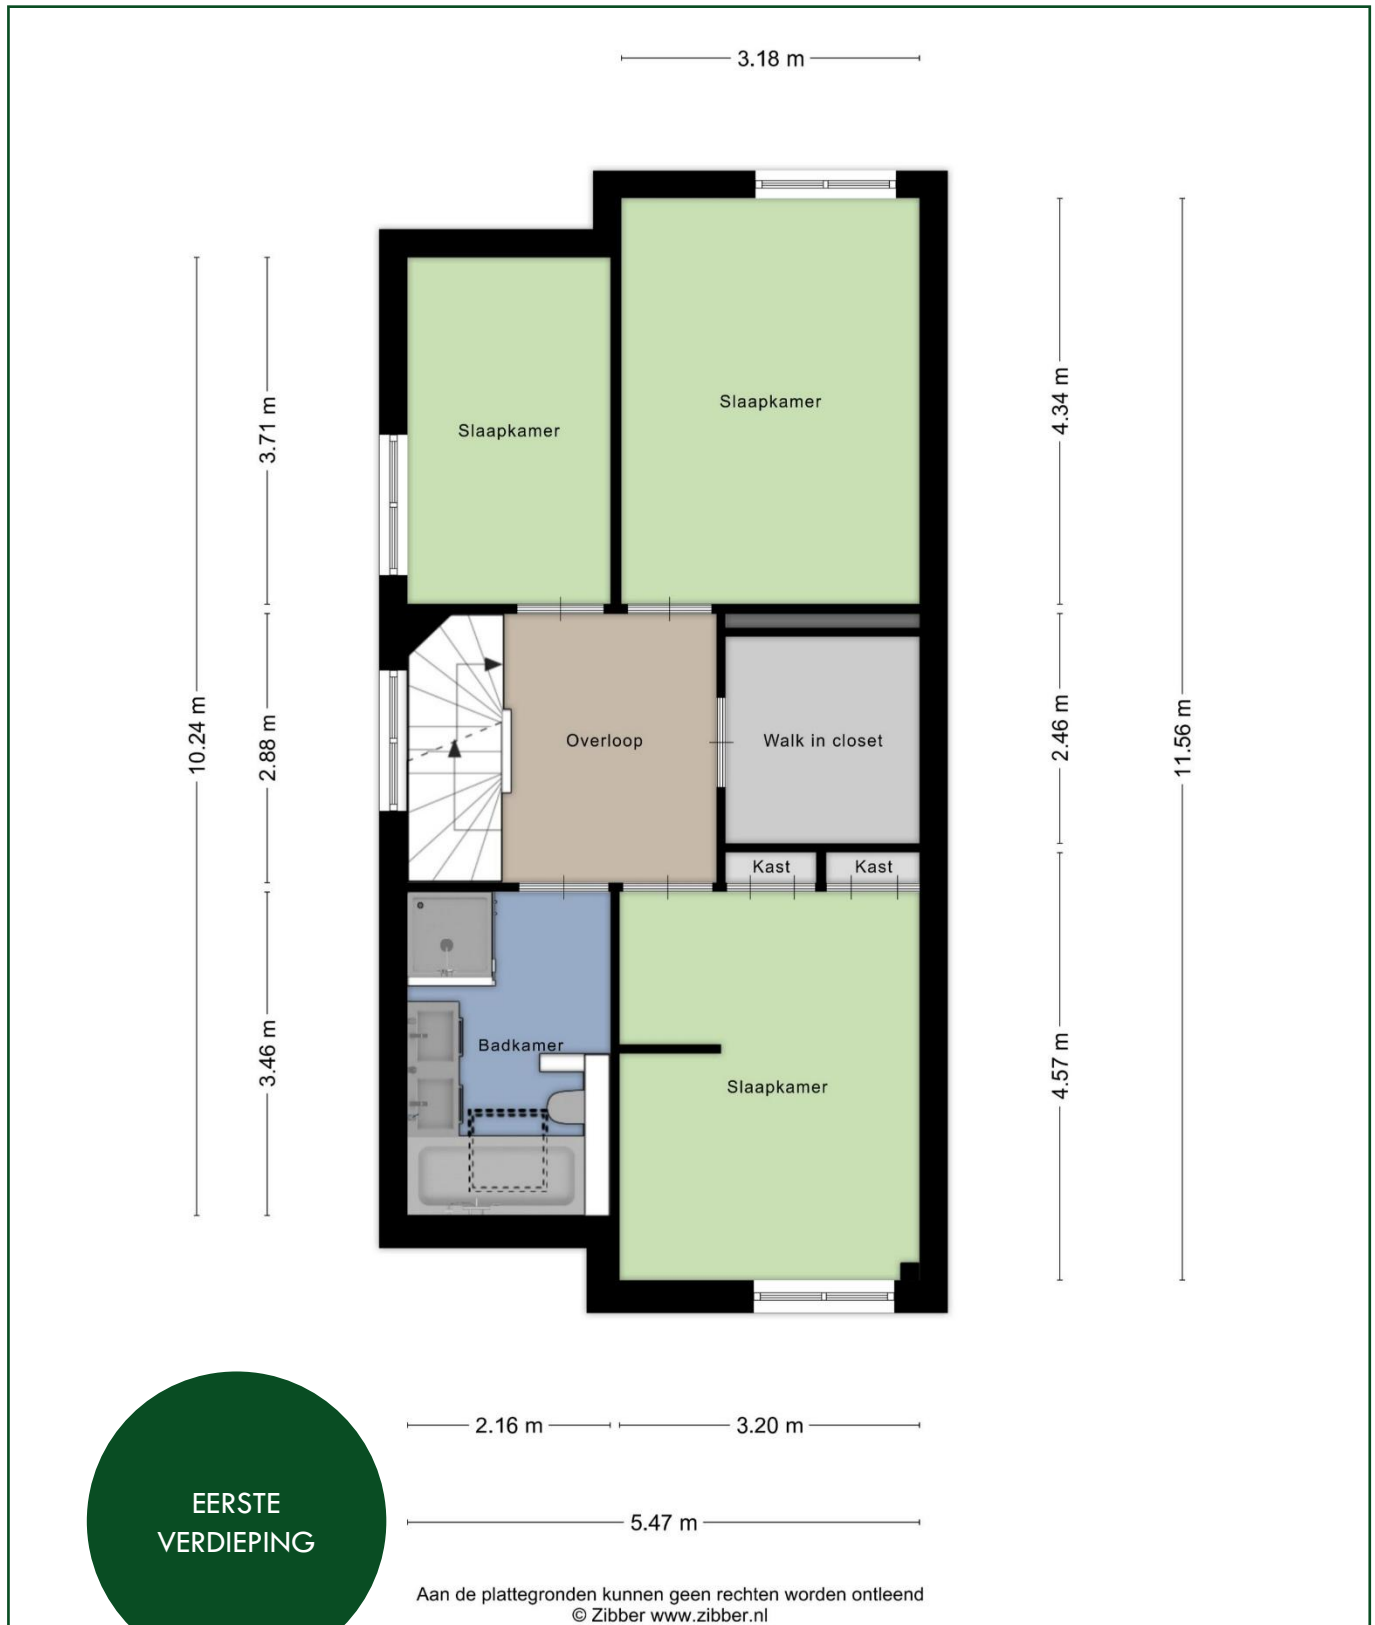 3.18 m
Slaapkamer
Slaapkamer
3.71 m
4.34 m
10.24 m
2.88 m
Overloop
Walk in closet
2.46 m
11.56 m
Kast
Kast
3.46 m
Badkamer
Slaapkamer
4.57 m
2.16 m
3.20 m
5.47 m
EERSTE
VERDIEPING
Aan de plattegronden kunnen geen rechten worden ontleend
© Zibber www.zibber.nl